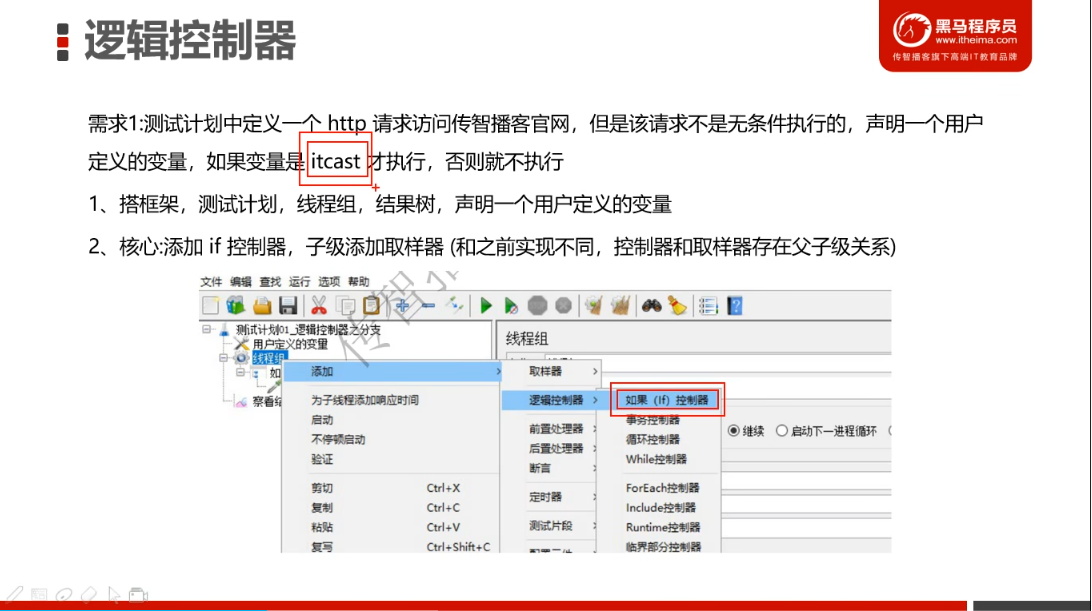 逻辑控制器
黑马程序员
www.itheima.com
传智播客旗下高端IT教育品牌
需求1:测试计划中定义一个 http 请求访问传智播客官网，但是该请求不是无条件执行的，声明一个用户
定义的变量，如果变量是 itcast 才执行，否则就不执行
1、搭框架，测试计划，线程组，结果树，声明一个用户定义的变量
2、核心:添加 if 控制器，子级添加取样器 (和之前实现不同，控制器和取样器存在父子级关系)
文件 编辑 查找 运行 选项 帮助
测试计划01_逻辑控制器之分支
用户定义的变量
线程组
如
察看结
线程组
添加
为子线程添加响应时间
启动
不停顿启动
验证
剪切 Ctrl+X
复制 Ctrl+C
粘贴 Ctrl+V
复写 Ctrl+Shift+C
取样器
逻辑控制器
前置处理器
后置处理器
断言
定时器
测试片段
配置元件
如果（If）控制器
事务控制器
循环控制器
While控制器
ForEach控制器
Include控制器
Runtime控制器
临界部分控制器
继续 启动下一进程循环
传智播